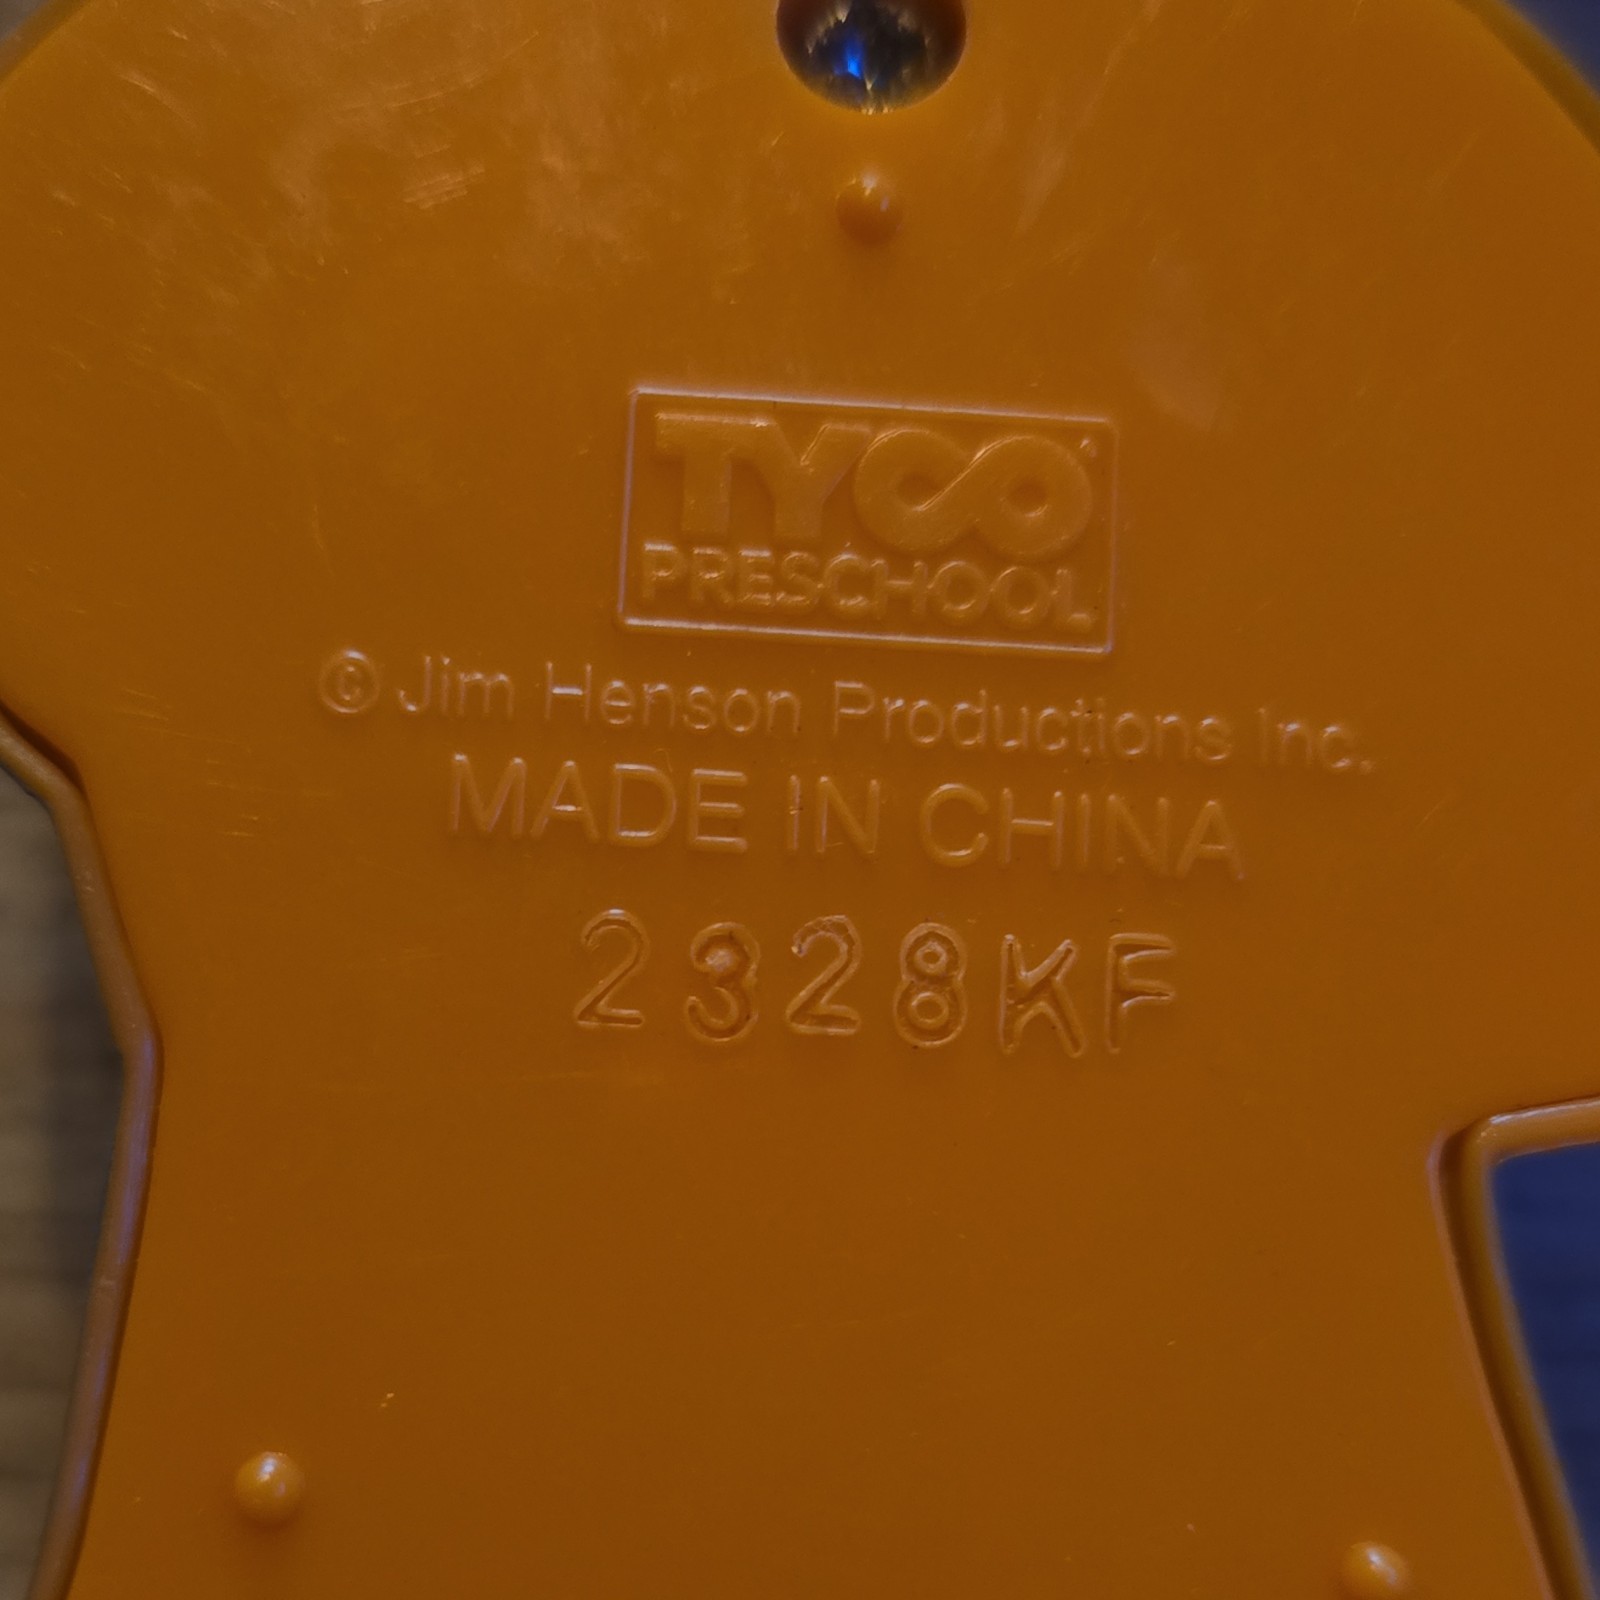 TYCO
PRESCHOOL
© Jim Henson Productions Inc.
MADE IN CHINA
2328KF